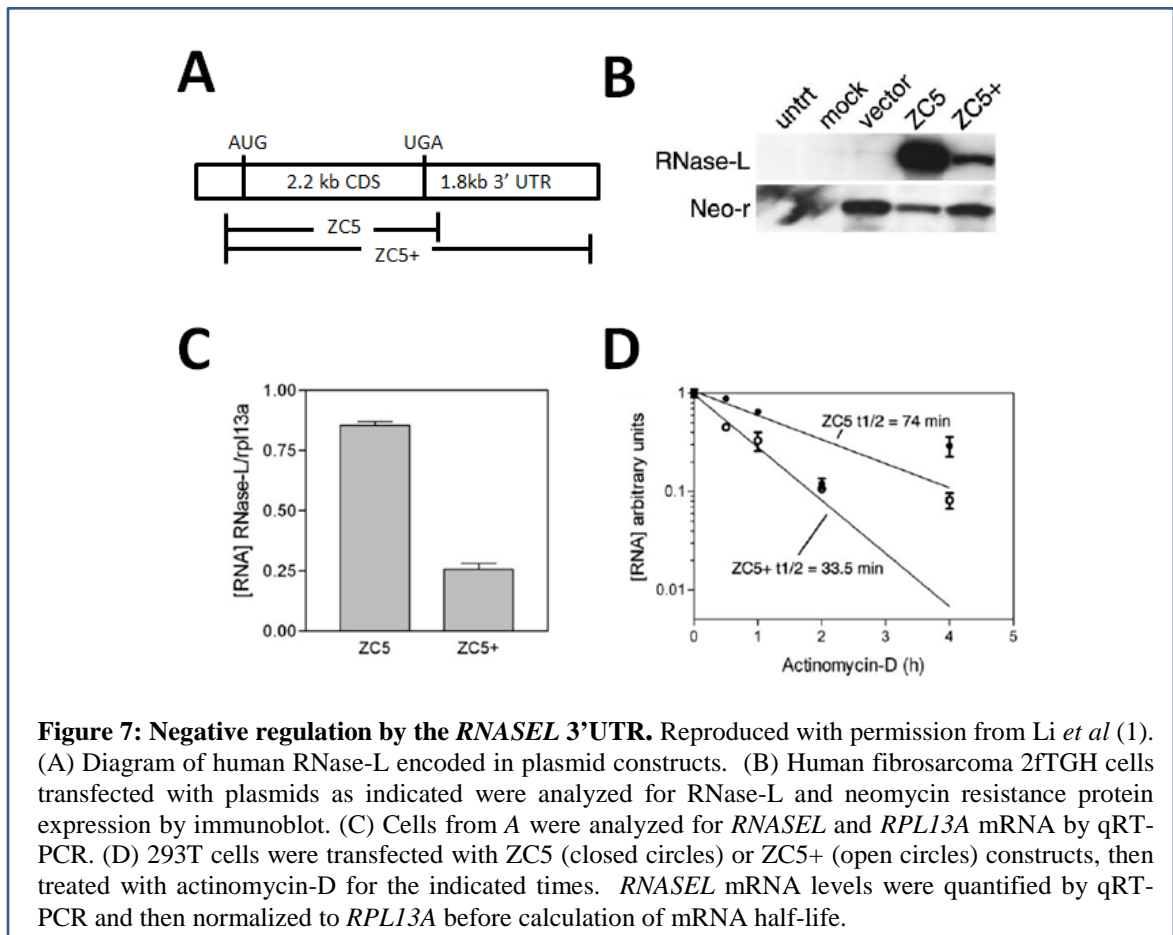 A
AUG
UGA
2.2 kb CDS
1.8kb 3’ UTR
ZC5
ZC5+
B
untrt
mock
vector
ZC5
ZC5+
RNase-L
Neo-r
C
[RNA] RNase-L/rpl13a
1.00
0.75
0.50
0.25
0.00
ZC5
ZC5+
D
[RNA] arbitrary units
1
0.1
0.01
ZC5 t1/2 = 74 min
ZC5+ t1/2 = 33.5 min
0
1
2
3
4
5
Actinomycin-D (h)
Figure 7: Negative regulation by the RNASEL 3’UTR. Reproduced with permission from Li et al (1).
(A) Diagram of human RNase-L encoded in plasmid constructs. (B) Human fibrosarcoma 2fTGH cells
transfected with plasmids as indicated were analyzed for RNase-L and neomycin resistance protein
expression by immunoblot. (C) Cells from A were analyzed for RNASEL and RPL13A mRNA by qRT-
PCR. (D) 293T cells were transfected with ZC5 (closed circles) or ZC5+ (open circles) constructs, then
treated with actinomycin-D for the indicated times. RNASEL mRNA levels were quantified by qRT-
PCR and then normalized to RPL13A before calculation of mRNA half-life.